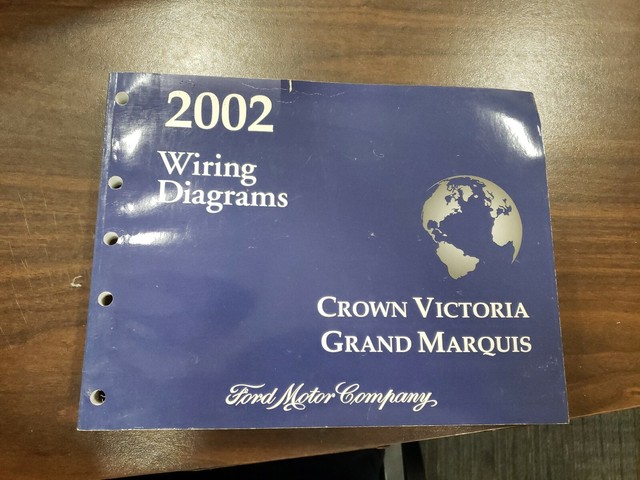 2002
Wiring
Diagrams
CROWN VICTORIA
GRAND MARQUIS
Ford Motor Company